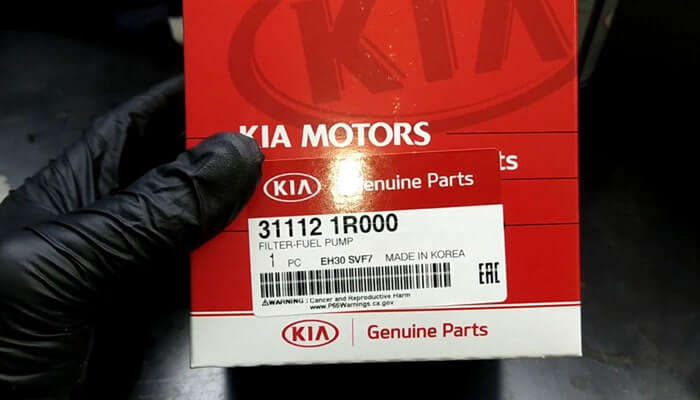 KIA
KIA MOTORS
ts
KIA Genuine Parts
31112 1R000
FILTER-FUEL PUMP
1 PC EH30 SVF7 MADE IN KOREA
EAC
⚠WARNING : Cancer and Reproductive Harm
www.P65Warnings.ca.gov
KIA | Genuine Parts